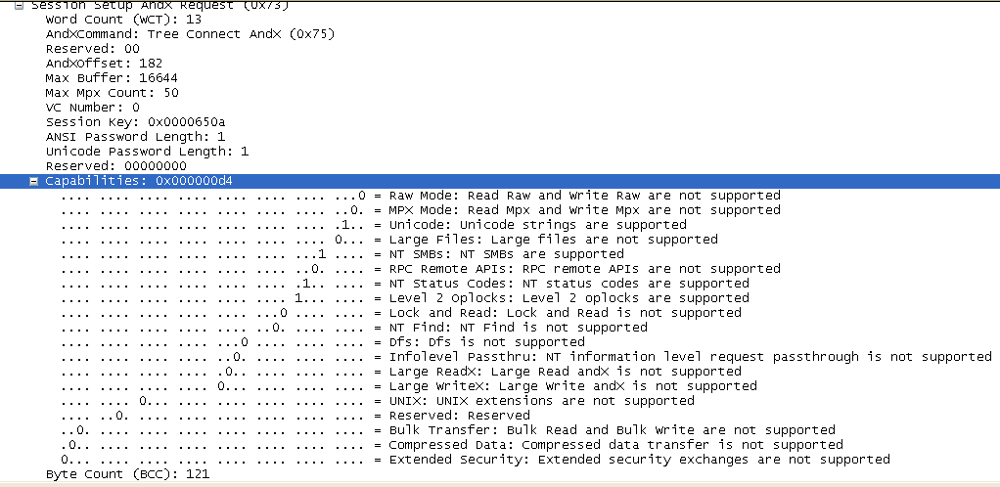 Session Setup AndX Request (0x73)
Word Count (WCT): 13
AndXCommand: Tree Connect AndX (0x75)
Reserved: 00
AndXOffset: 182
Max Buffer: 16644
Max Mpx Count: 50
VC Number: 0
Session Key: 0x0000650a
ANSI Password Length: 1
Unicode Password Length: 1
Reserved: 00000000
Capabilities: 0x000000d4
.... .... .... .... .... .... .... ...0 = Raw Mode: Read Raw and Write Raw are not supported
.... .... .... .... .... .... .... ..0. = MPX Mode: Read Mpx and Write Mpx are not supported
.... .... .... .... .... .... .... .1.. = Unicode: Unicode strings are supported
.... .... .... .... .... .... .... 0... = Large Files: Large files are not supported
.... .... .... .... .... .... ...1 .... = NT SMBs: NT SMBs are supported
.... .... .... .... .... .... ..0. .... = RPC Remote APIs: RPC remote APIs are not supported
.... .... .... .... .... .... .1.. .... = NT Status Codes: NT status codes are supported
.... .... .... .... .... .... 1... .... = Level 2 Oplocks: Level 2 oplocks are supported
.... .... .... .... .... ...0 .... .... = Lock and Read: Lock and Read is not supported
.... .... .... .... .... ..0. .... .... = NT Find: NT Find is not supported
.... .... .... .... ...0 .... .... .... = Dfs: Dfs is not supported
.... .... .... .... ..0. .... .... .... = Infolevel Passthru: NT information level request passthrough is not supported
.... .... .... .... .0.. .... .... .... = Large ReadX: Large Read andX is not supported
.... .... .... .... 0... .... .... .... = Large WriteX: Large Write andX is not supported
.... .... 0... .... .... .... .... .... = UNIX: UNIX extensions are not supported
.... ..0. .... .... .... .... .... .... = Reserved: Reserved
..0. .... .... .... .... .... .... .... = Bulk Transfer: Bulk Read and Bulk Write are not supported
.0.. .... .... .... .... .... .... .... = Compressed Data: Compressed data transfer is not supported
0... .... .... .... .... .... .... .... = Extended Security: Extended security exchanges are not supported
Byte Count (BCC): 121